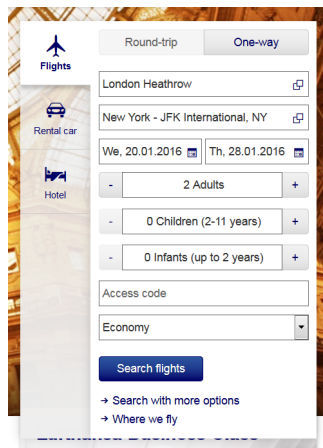 Round-trip One-way
Flights
London Heathrow
New York - JFK International, NY
Rental car
We, 20.01.2016 Th, 28.01.2016
Hotel
- 2 Adults +
- 0 Children (2-11 years) +
- 0 Infants (up to 2 years) +
Access code
Economy
Search flights
→ Search with more options
→ Where we fly